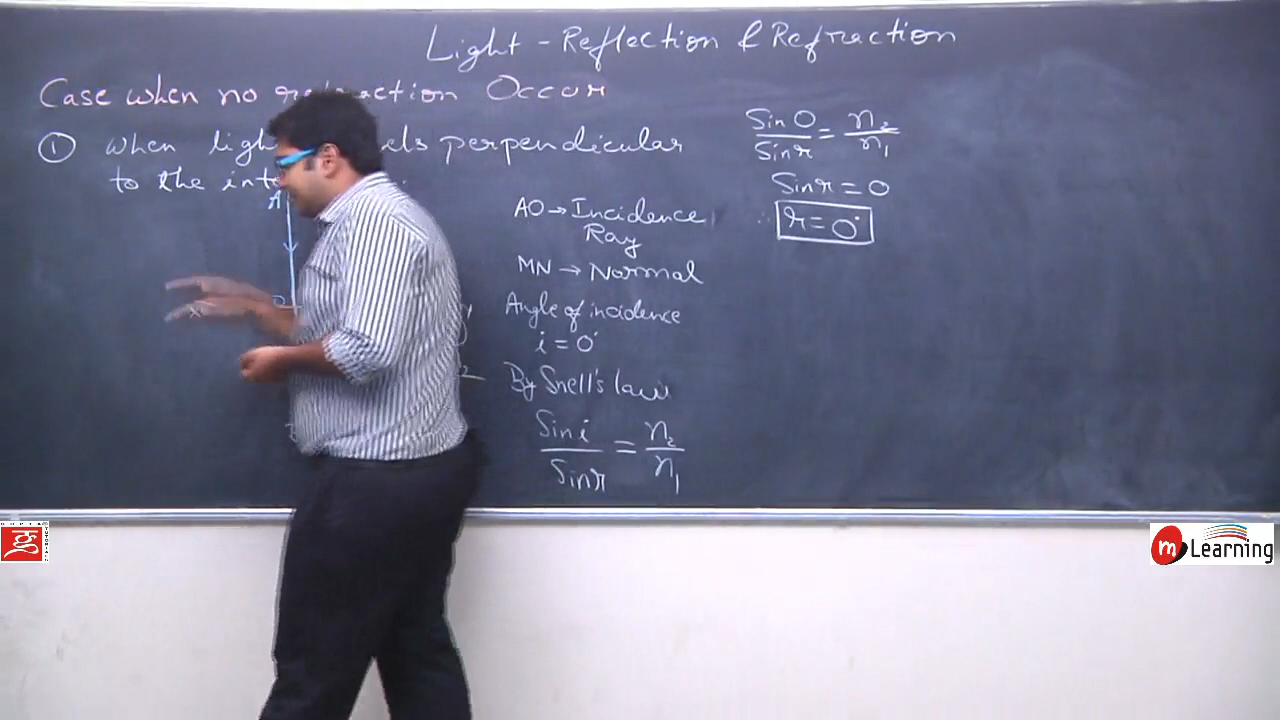 Light - Reflection & Refraction
Case when no Occur
① When perpendicular
to the
A
AO → Incidence
Ray
MN → Normal
Angle of incidence
i = 0°
By Snell's law
Sin i / Sin r = n₂ / n₁
Sin 0 / Sin r = n₂ / n₁
Sin r = 0
∴ r = 0°
g
m Learning